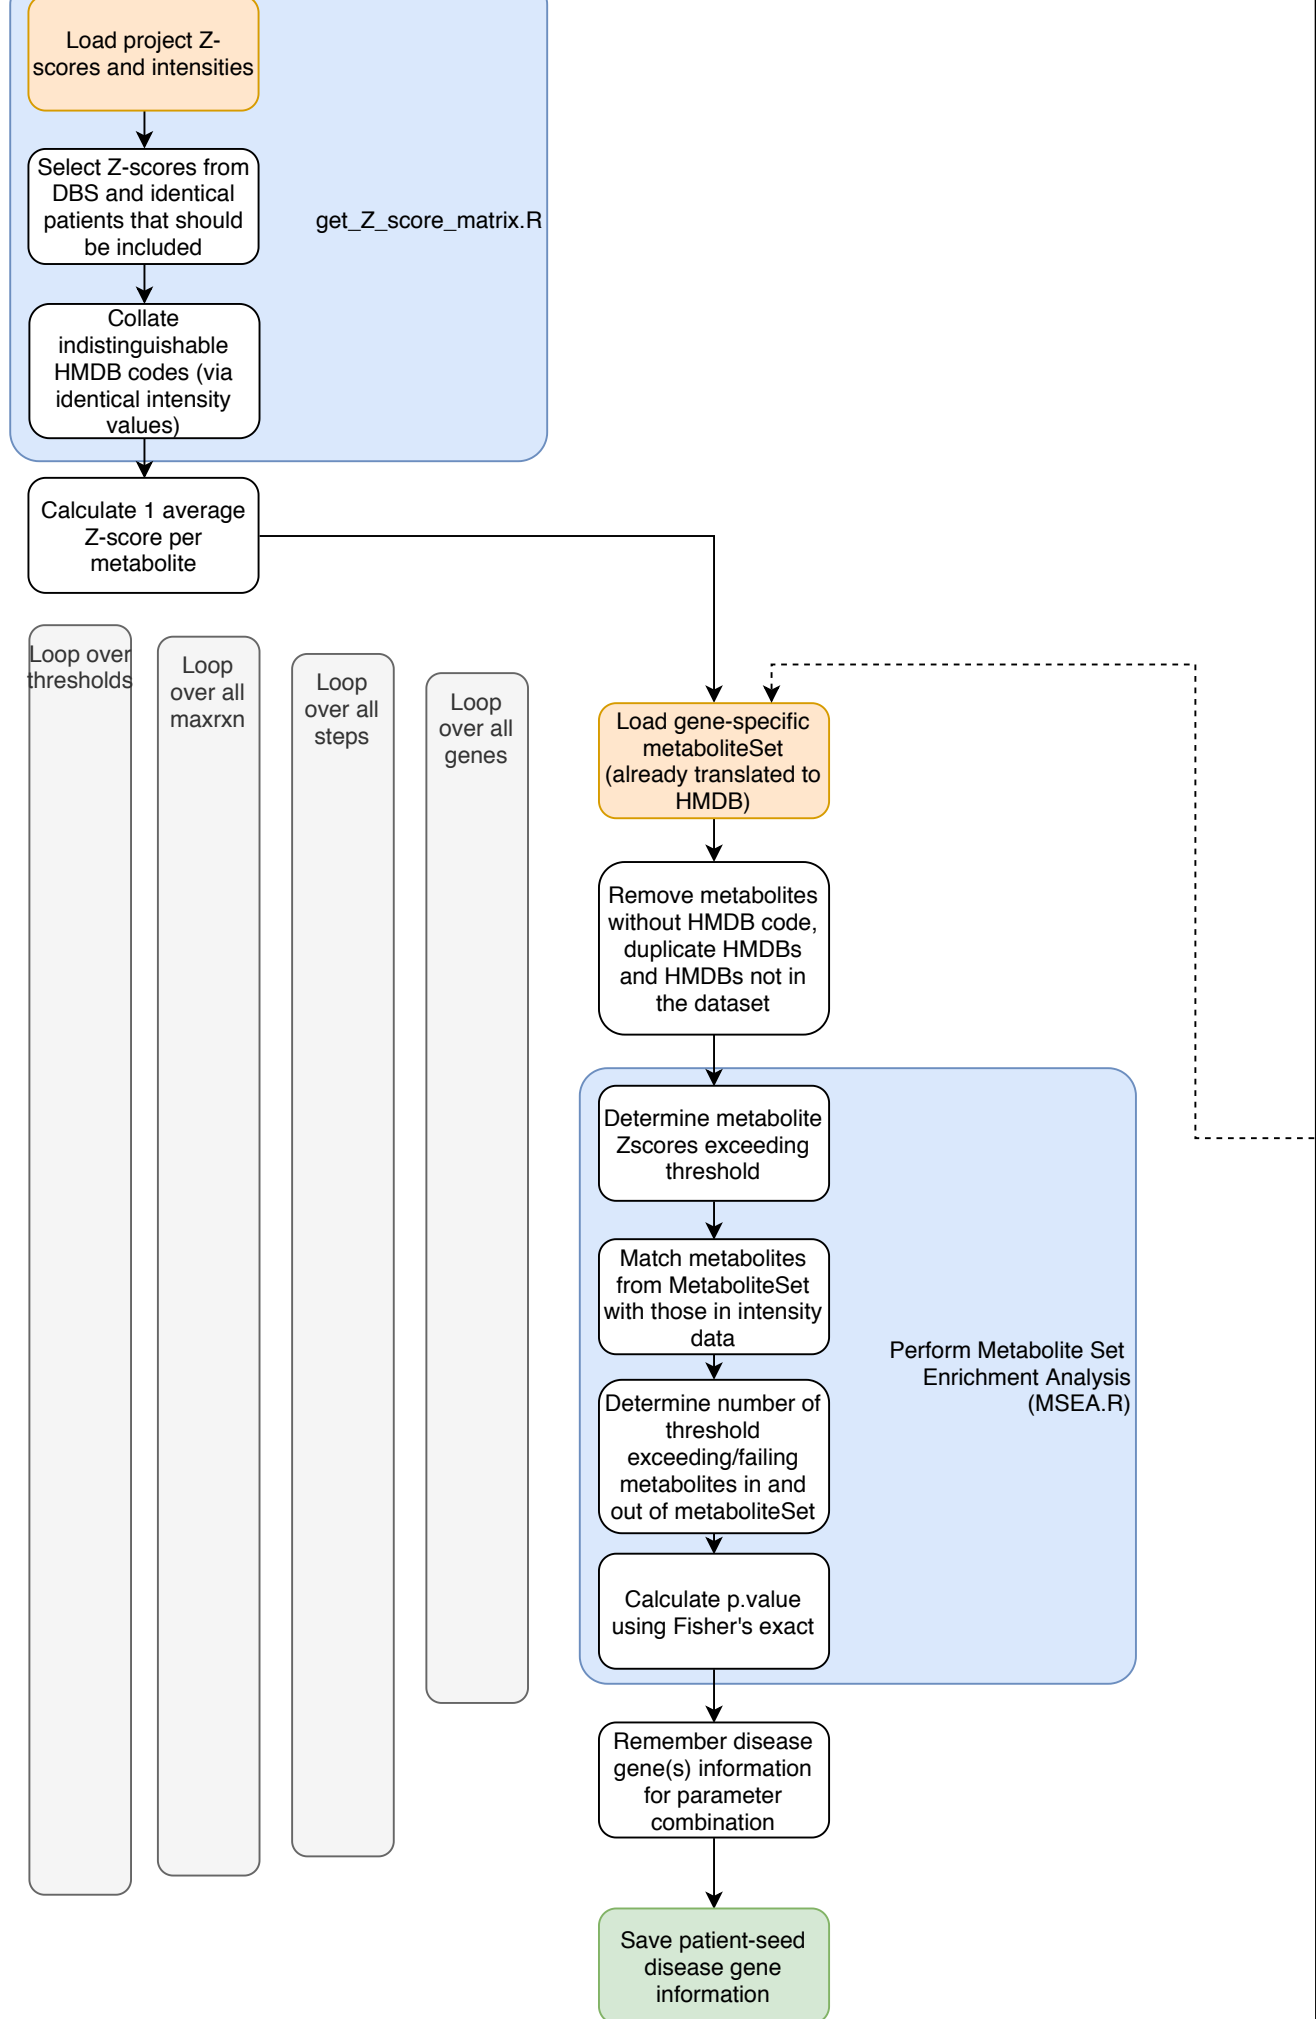 Load project Z-
scores and intensities
Select Z-scores from
DBS and identical
patients that should
be included
get_Z_score_matrix.R
Collate
indistinguishable
HMDB codes (via
identical intensity
values)
Calculate 1 average
Z-score per
metabolite
Loop over
thresholds
Loop
over all
maxrxn
Loop
over all
steps
Loop
over all
genes
Load gene-specific
metaboliteSet
(already translated to
HMDB)
Remove metabolites
without HMDB code,
duplicate HMDBs
and HMDBs not in
the dataset
Determine metabolite
Zscores exceeding
threshold
Match metabolites
from MetaboliteSet
with those in intensity
data
Perform Metabolite Set
Enrichment Analysis
(MSEA.R)
Determine number of
threshold
exceeding/failing
metabolites in and
out of metaboliteSet
Calculate p.value
using Fisher's exact
Remember disease
gene(s) information
for parameter
combination
Save patient-seed
disease gene
information